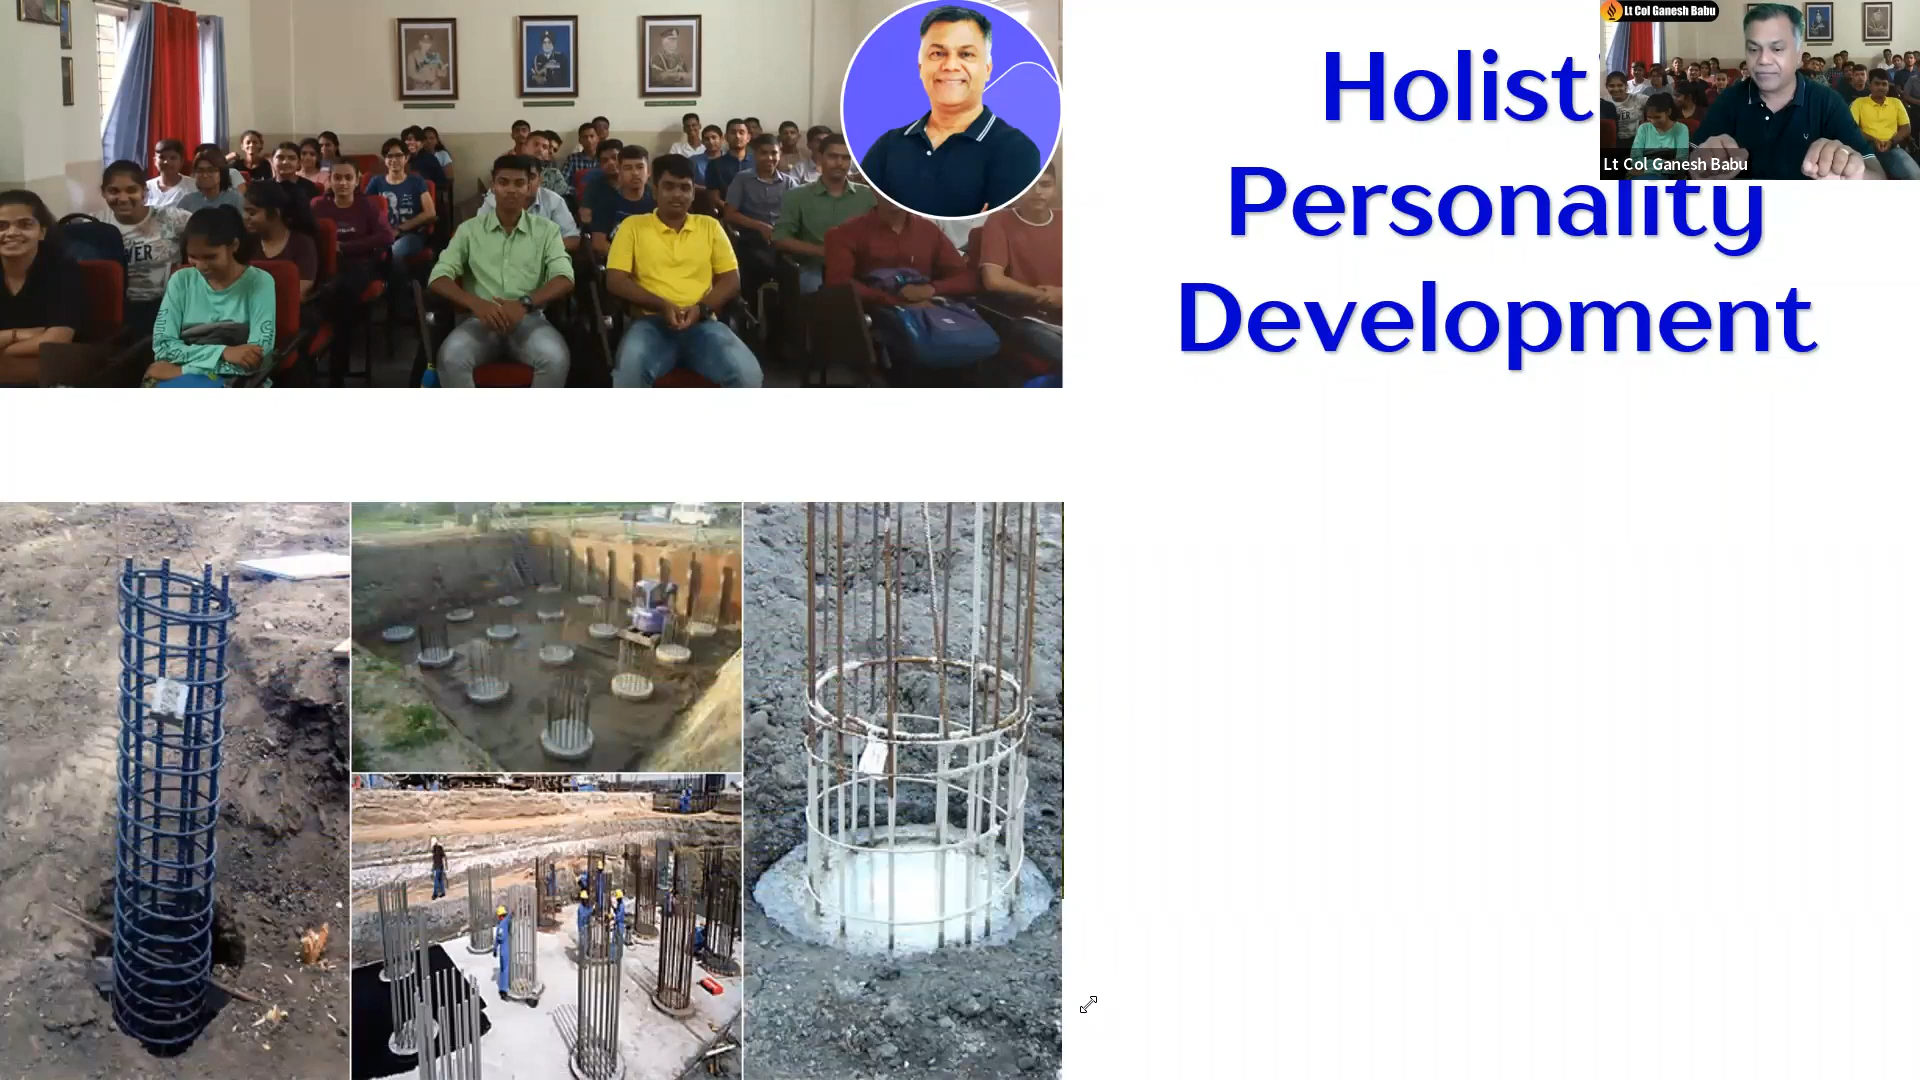 Lt Col Ganesh Babu
Holist
Lt Col Ganesh Babu
Personality
Development